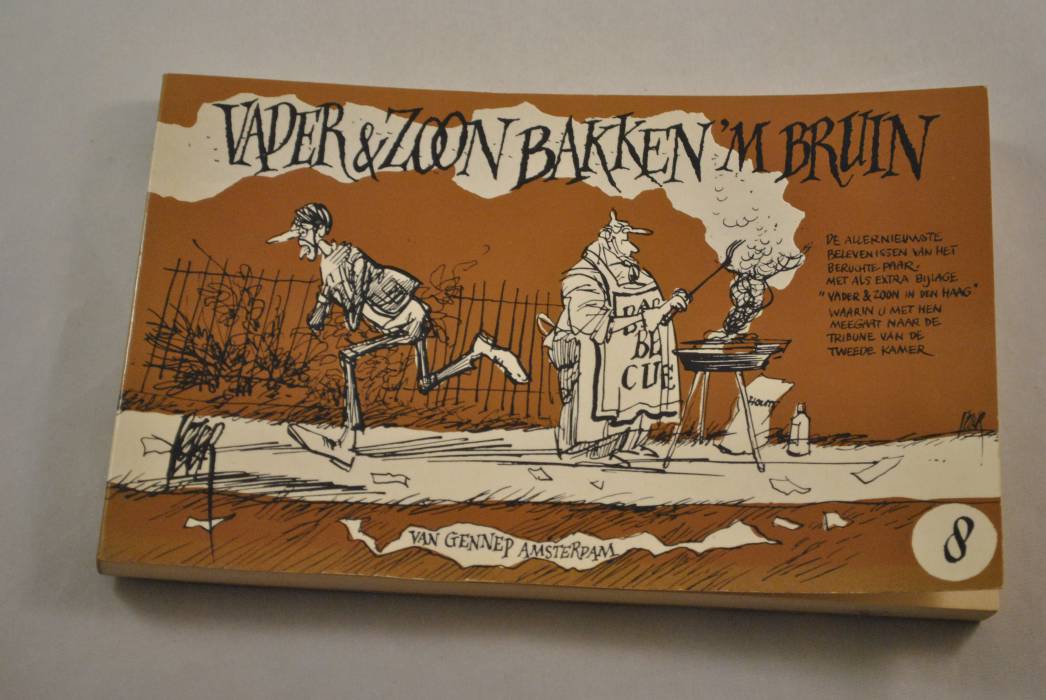 VADER & ZOON BAKKEN 'M BRUIN
DE ALLERNIEUWSTE
BELEVENISSEN VAN HET
BERUCHTE PAAR.
MET ALS EXTRA BIJLAGE
"VADER & ZOON IN DEN HAAG"
WAARIN U MET HEN
MEEGAAT NAAR DE
TRIBUNE VAN DE
TWEEDE KAMER
BAR
BE
CUE
HOUT
VAN GENNEP AMSTERDAM
8